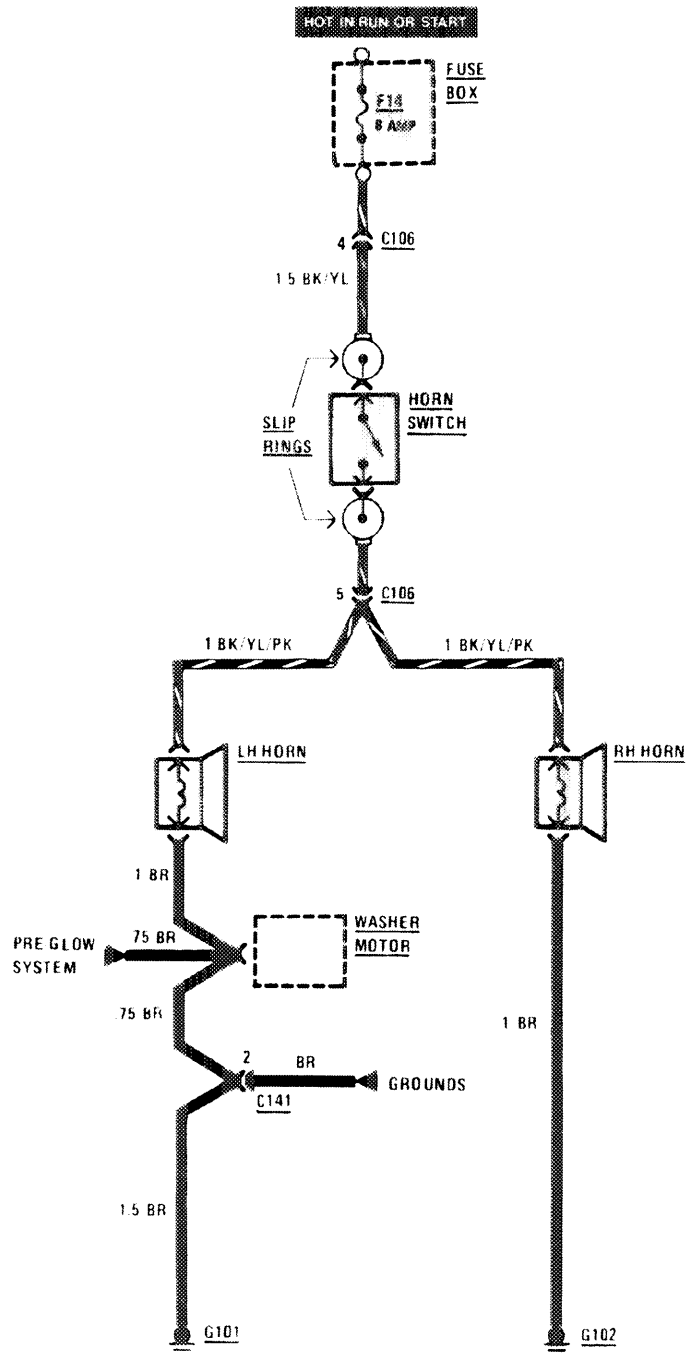 HOT IN RUN OR START
FUSE
BOX
F14
8 AMP
4
C106
1.5 BK/YL
SLIP
RINGS
HORN
SWITCH
5
C106
1 BK/YL/PK
1 BK/YL/PK
LH HORN
RH HORN
1 BR
.75 BR
PRE GLOW
SYSTEM
WASHER
MOTOR
.75 BR
1 BR
2
BR
GROUNDS
C141
1.5 BR
G101
G102